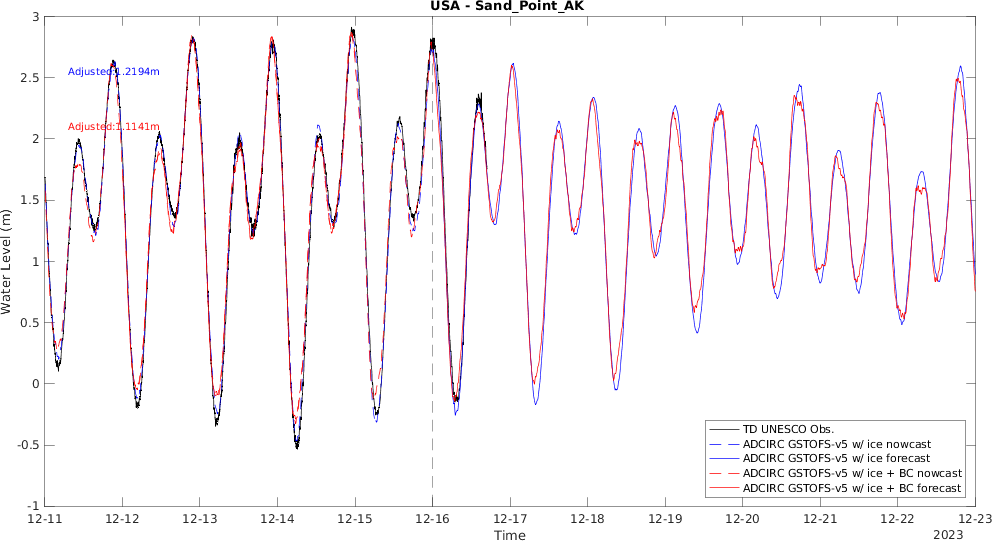 USA - Sand_Point_AK
3
2.5
2
1.5
1
0.5
0
-0.5
-1
Water Level (m)
Adjusted:1.2194m
Adjusted:1.1141m
TD UNESCO Obs.
ADCIRC GSTOFS-v5 w/ ice nowcast
ADCIRC GSTOFS-v5 w/ ice forecast
ADCIRC GSTOFS-v5 w/ ice + BC nowcast
ADCIRC GSTOFS-v5 w/ ice + BC forecast
12-11 12-12 12-13 12-14 12-15 12-16 12-17 12-18 12-19 12-20 12-21 12-22 12-23
Time
2023